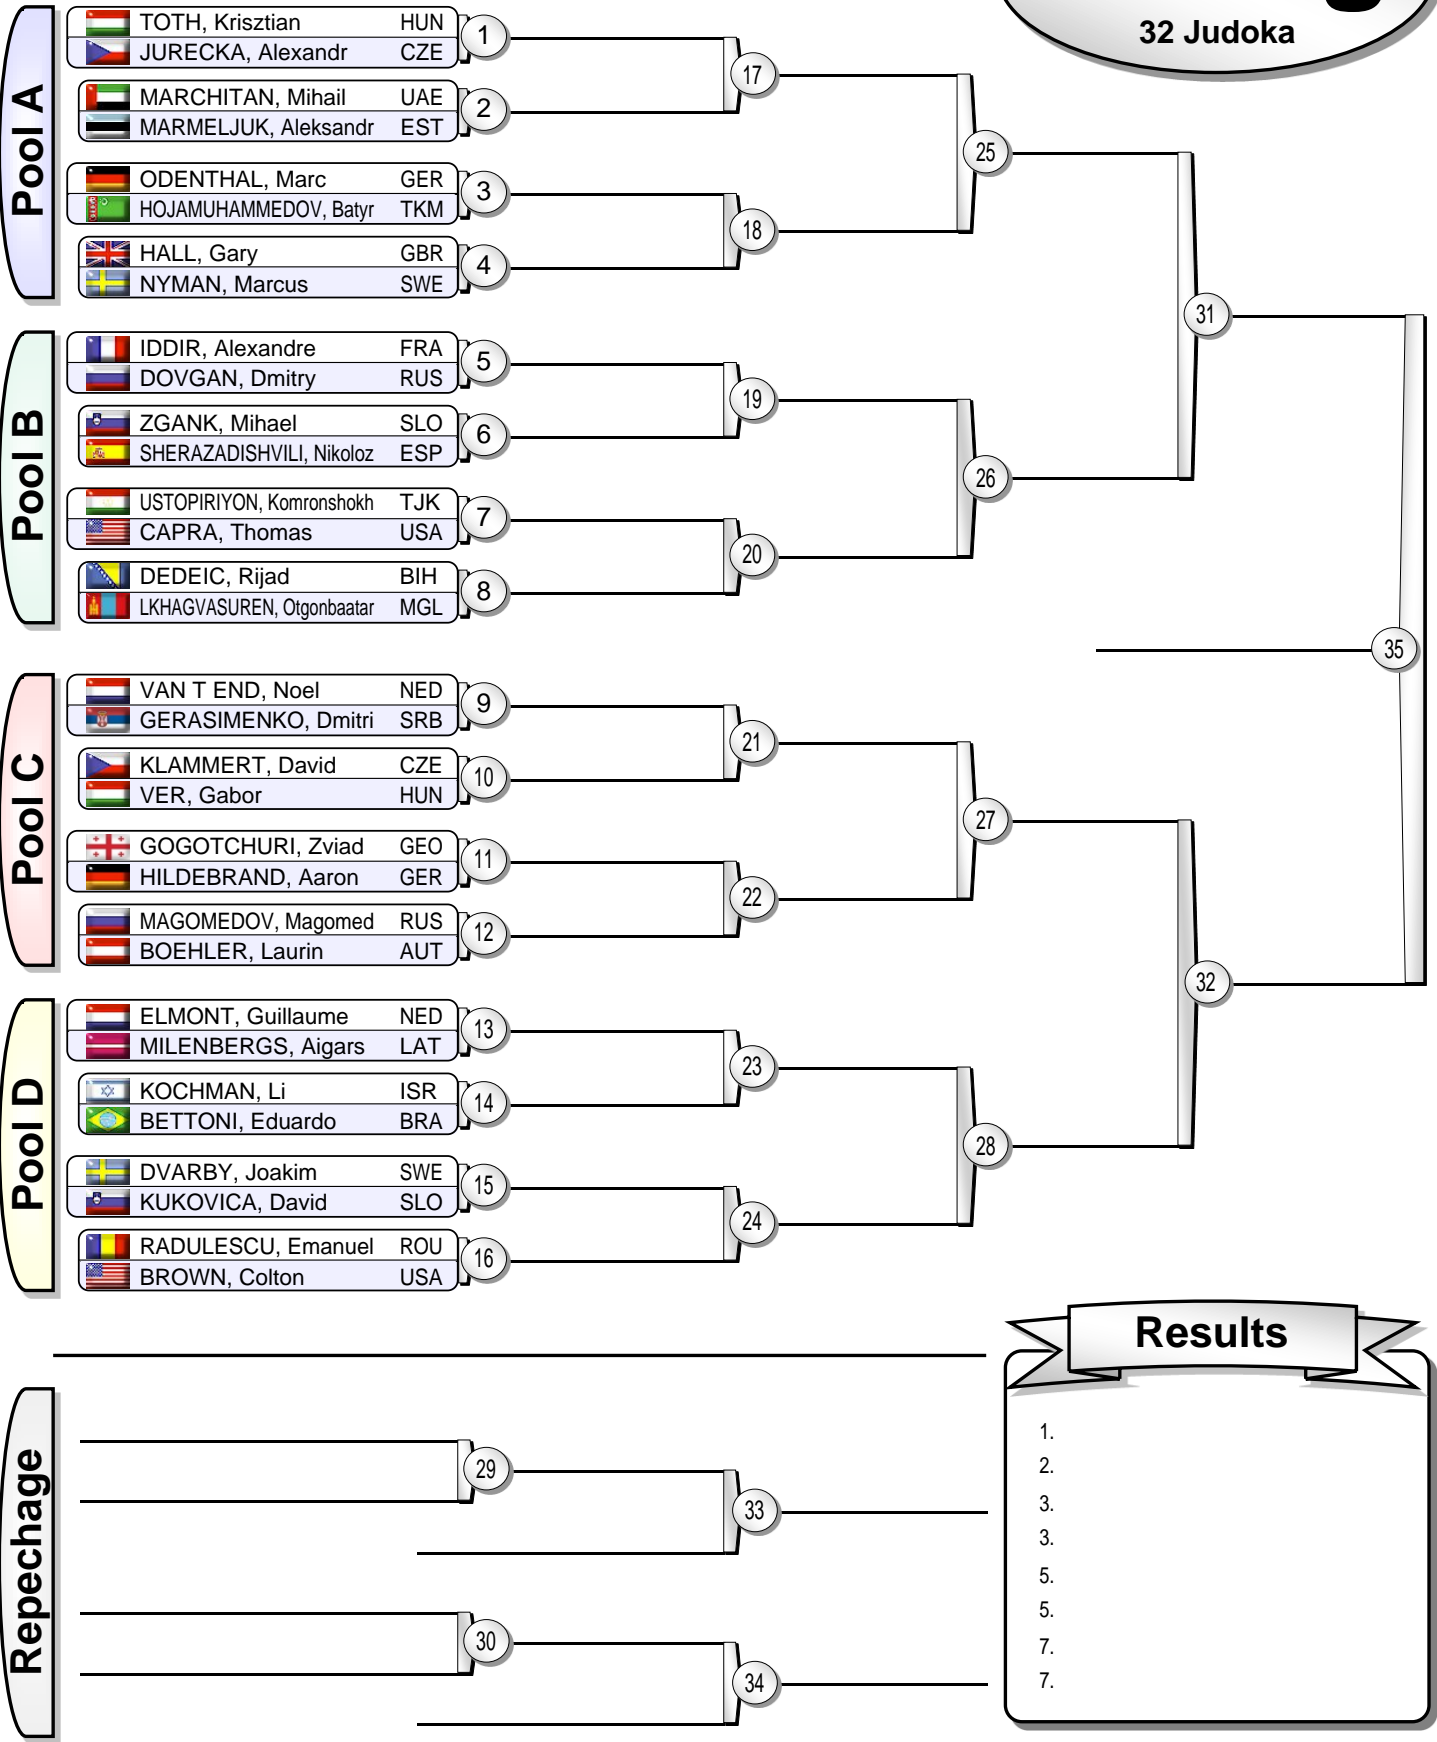 32 Judoka
Pool A
TOTH, Krisztian HUN
JURECKA, Alexandr CZE
1
MARCHITAN, Mihail UAE
MARMELJUK, Aleksandr EST
2
ODENTHAL, Marc GER
HOJAMUHAMMEDOV, Batyr TKM
3
HALL, Gary GBR
NYMAN, Marcus SWE
4
17
18
25
Pool B
IDDIR, Alexandre FRA
DOVGAN, Dmitry RUS
5
ZGANK, Mihael SLO
SHERAZADISHVILI, Nikoloz ESP
6
USTOPIRIYON, Komronshokh TJK
CAPRA, Thomas USA
7
DEDEIC, Rijad BIH
LKHAGVASUREN, Otgonbaatar MGL
8
19
20
26
31
35
Pool C
VAN T END, Noel NED
GERASIMENKO, Dmitri SRB
9
KLAMMERT, David CZE
VER, Gabor HUN
10
GOGOTCHURI, Zviad GEO
HILDEBRAND, Aaron GER
11
MAGOMEDOV, Magomed RUS
BOEHLER, Laurin AUT
12
21
22
27
Pool D
ELMONT, Guillaume NED
MILENBERGS, Aigars LAT
13
KOCHMAN, Li ISR
BETTONI, Eduardo BRA
14
DVARBY, Joakim SWE
KUKOVICA, David SLO
15
RADULESCU, Emanuel ROU
BROWN, Colton USA
16
23
24
28
32
Repechage
29
33
30
34
Results
1.
2.
3.
3.
5.
5.
7.
7.